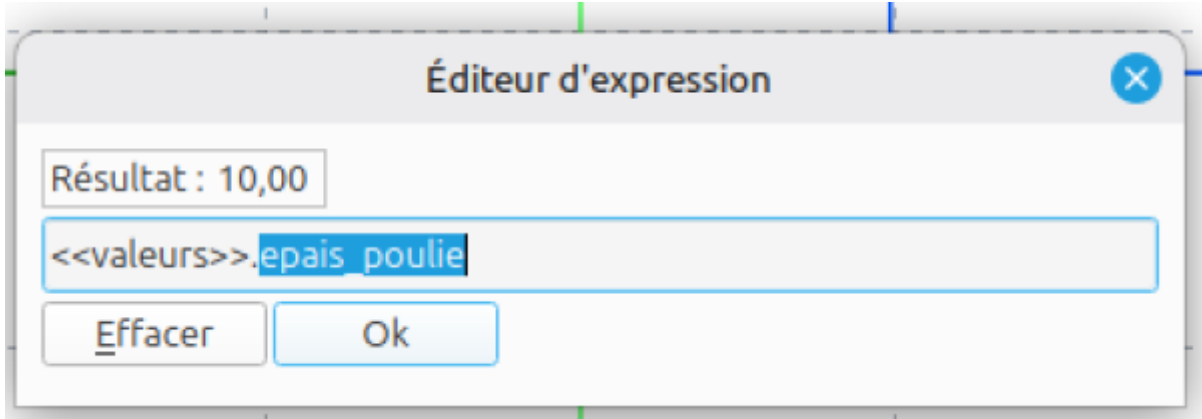 Éditeur d'expression
Résultat : 10,00
<<valeurs>>.epais_poulie
Effacer Ok